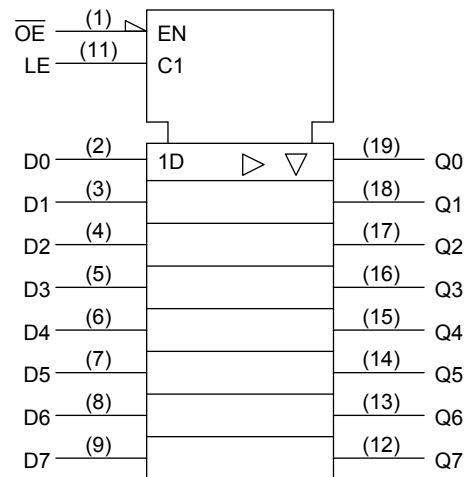 O̅E̅ (1) EN
LE (11) C1
D0 (2) 1D (19) Q0
D1 (3) (18) Q1
D2 (4) (17) Q2
D3 (5) (16) Q3
D4 (6) (15) Q4
D5 (7) (14) Q5
D6 (8) (13) Q6
D7 (9) (12) Q7